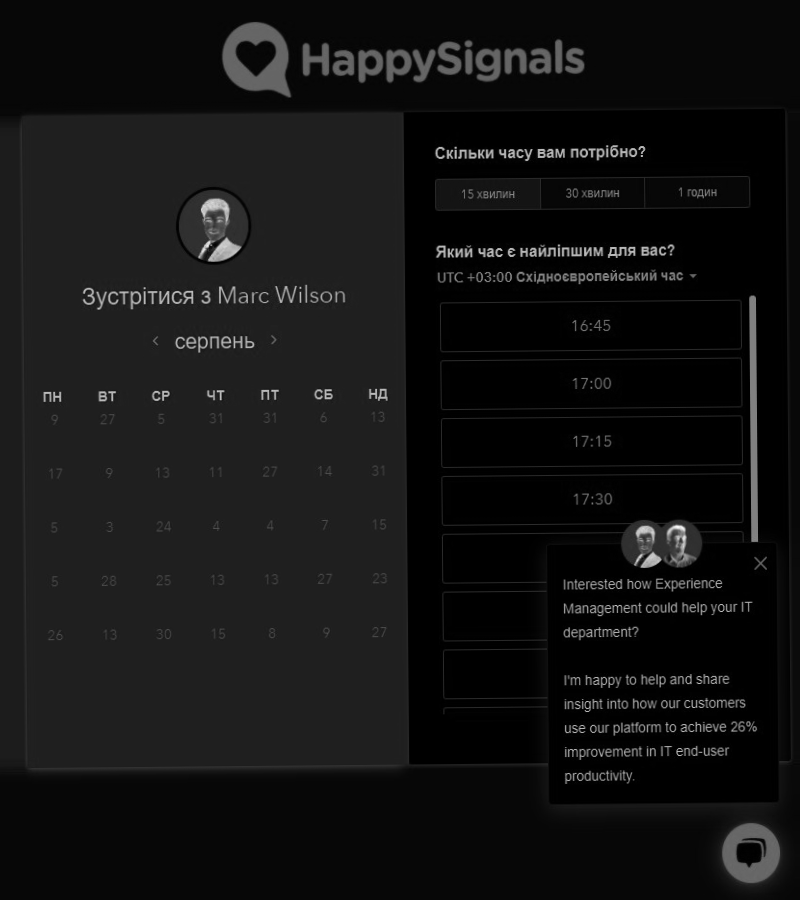 HappySignals
Зустрітися з Marc Wilson
серпень
ПН ВТ СР ЧТ ПТ СБ НД
9 27 5 31 31 6 13
17 9 13 11 27 14 31
5 3 24 4 4 7 15
5 28 25 13 13 27 23
26 13 30 15 8 9 27
Скільки часу вам потрібно?
15 хвилин 30 хвилин 1 годин
Який час є найліпшим для вас?
UTC +03:00 Східноєвропейський час
16:45
17:00
17:15
17:30
Interested how Experience
Management could help your IT
department?
I'm happy to help and share
insight into how our customers
use our platform to achieve 26%
improvement in IT end-user
productivity.